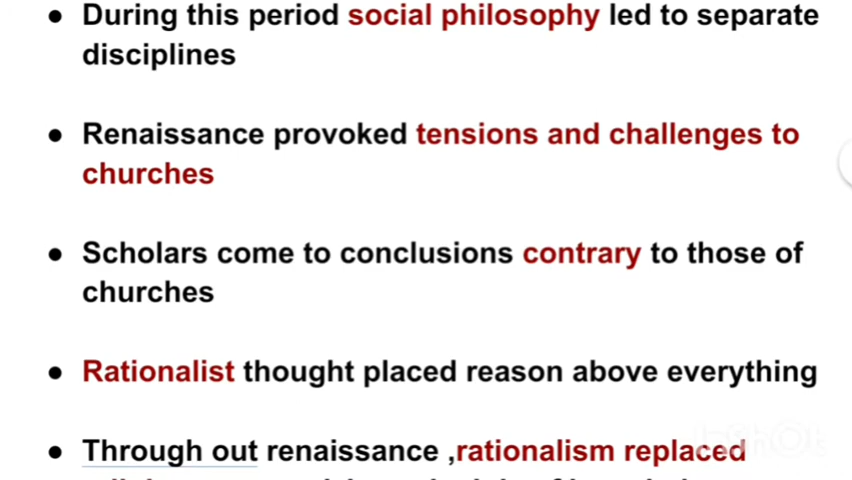 ● During this period social philosophy led to separate
disciplines
● Renaissance provoked tensions and challenges to
churches
● Scholars come to conclusions contrary to those of
churches
● Rationalist thought placed reason above everything
● Through out renaissance ,rationalism replaced